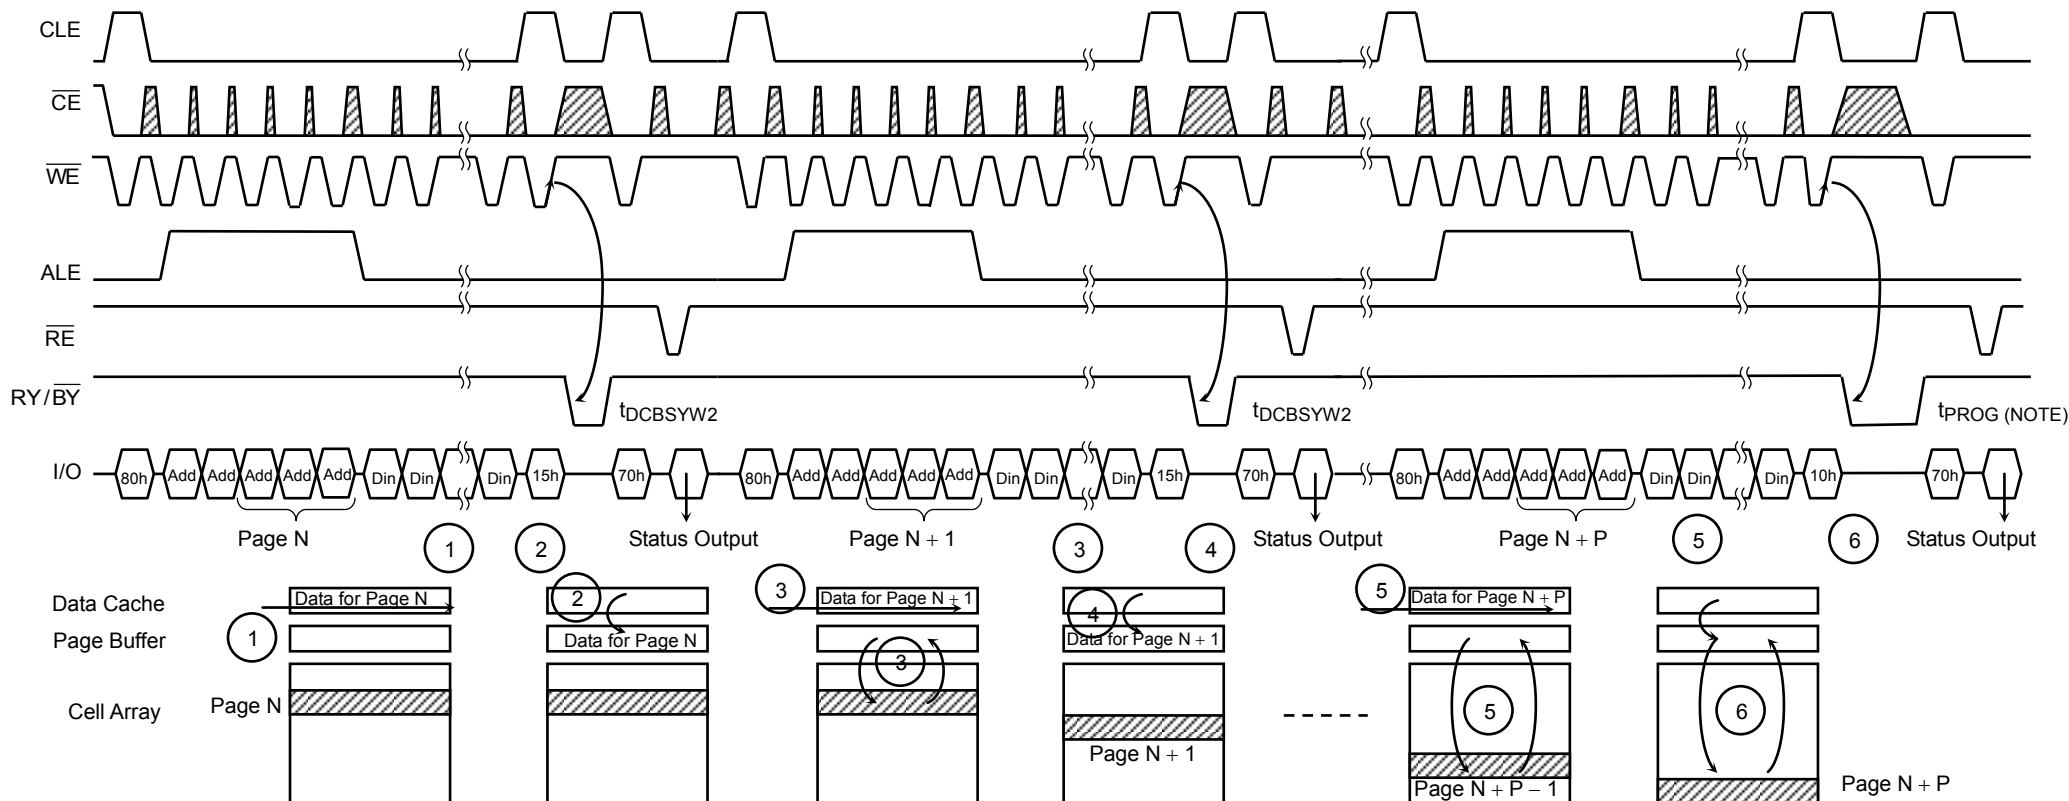 CLE
CE
WE
ALE
RE
RY/BY tDCBSYW2 tDCBSYW2 tPROG (NOTE)
I/O 80h Add Add Add Add Add Din Din Din 15h 70h 80h Add Add Add Add Add Din Din Din 15h 70h 80h Add Add Add Add Add Din Din Din 10h 70h
Page N 1 2 Status Output Page N + 1 3 4 Status Output Page N + P 5 6 Status Output
Data Cache Data for Page N 2 3 Data for Page N + 1 5 Data for Page N + P
Page Buffer 1 Data for Page N 3 4 Data for Page N + 1
Cell Array Page N 5 6
Page N + 1
Page N + P − 1 Page N + P